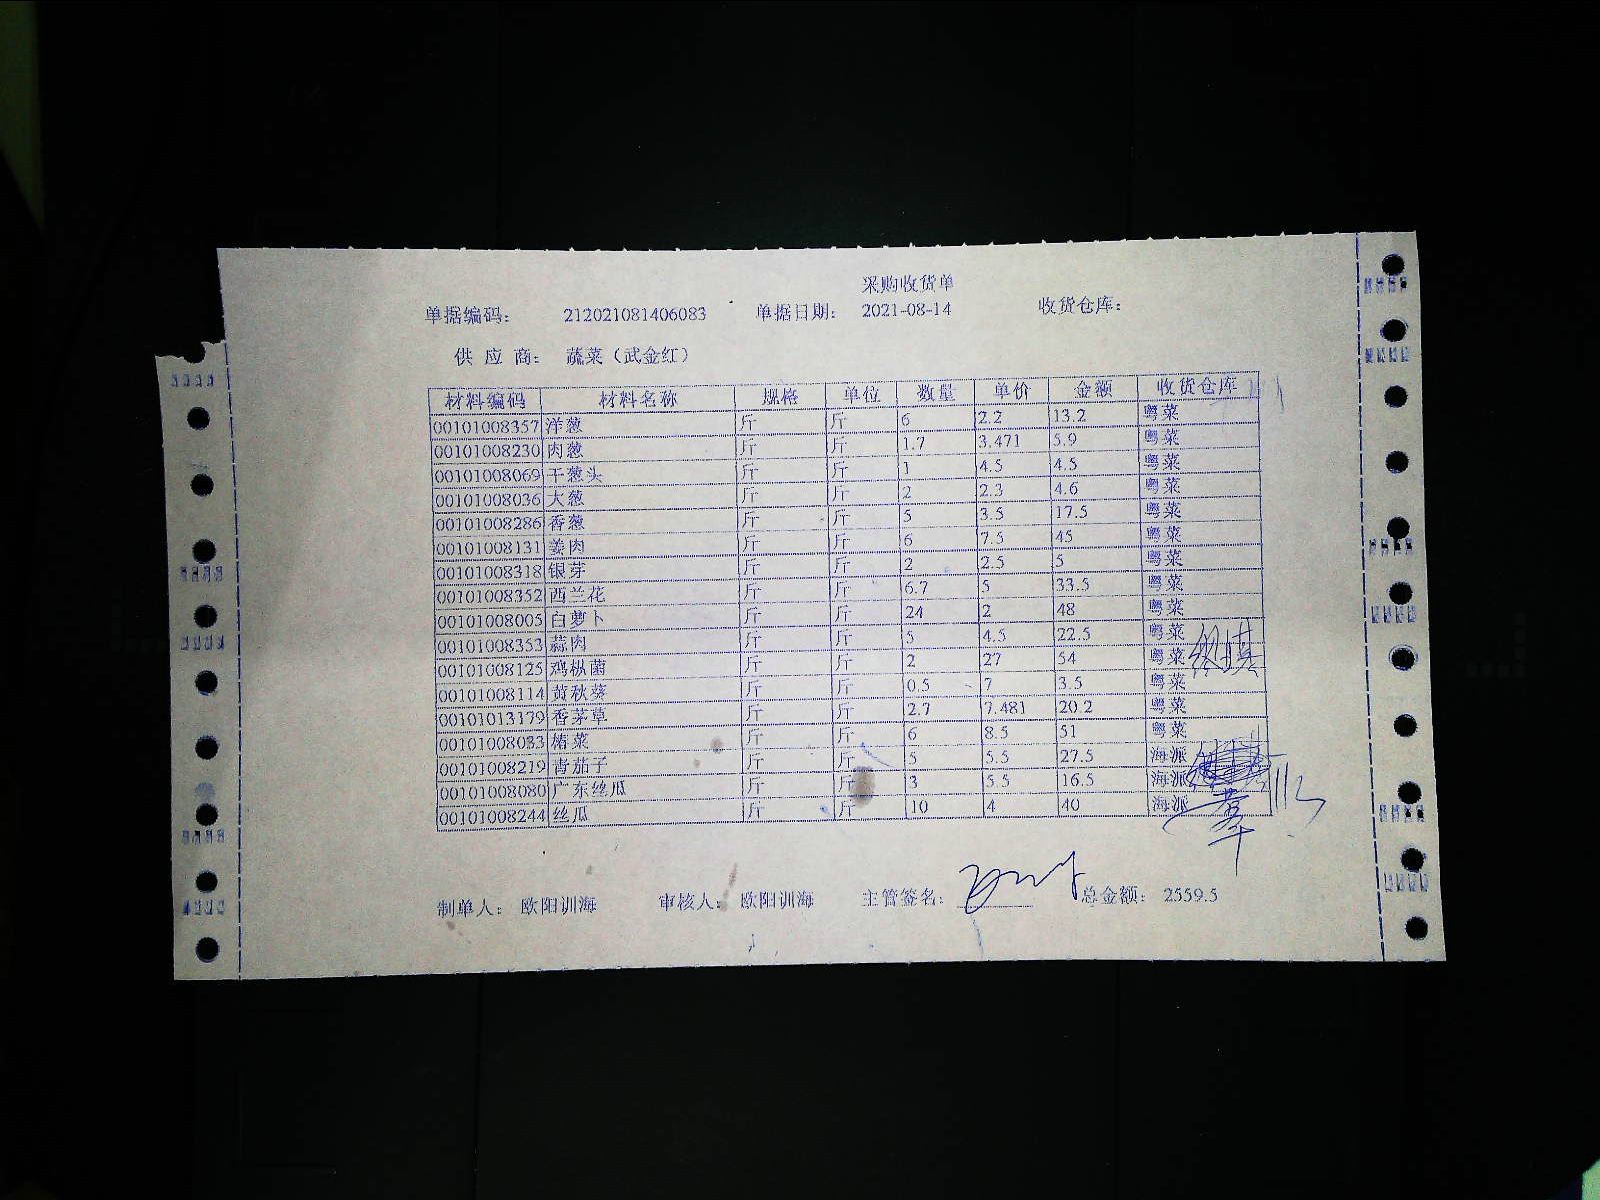 采购收货单
单据编码: 212021081406083 单据日期: 2021-08-14 收货仓库:
供 应 商: 蔬菜（武金红）
材料编码 材料名称 规格 单位 数量 单价 金额 收货仓库
00101008357 洋葱 斤 斤 6 2.2 13.2 粤菜
00101008230 肉葱 斤 斤 1.7 3.471 5.9 粤菜
00101008069 干葱头 斤 斤 1 4.5 4.5 粤菜
00101008036 大葱 斤 斤 2 2.3 4.6 粤菜
00101008286 香葱 斤 斤 5 3.5 17.5 粤菜
00101008131 姜肉 斤 斤 6 7.5 45 粤菜
00101008318 银芽 斤 斤 2 2.5 5 粤菜
00101008352 西兰花 斤 斤 6.7 5 33.5 粤菜
00101008005 白萝卜 斤 斤 24 2 48 粤菜
00101008353 蒜肉 斤 斤 5 4.5 22.5 粤菜
00101008125 鸡枞菌 斤 斤 2 27 54 粤菜
00101008114 黄秋葵 斤 斤 0.5 7 3.5 粤菜
00101013179 香茅草 斤 斤 2.7 7.481 20.2 粤菜
00101008033 椿菜 斤 斤 6 8.5 51 粤菜
00101008219 青茄子 斤 斤 5 5.5 27.5 海派
00101008080 广东丝瓜 斤 斤 3 5.5 16.5 海派
00101008244 丝瓜 斤 斤 10 4 40 海派
制单人: 欧阳训海 审核人: 欧阳训海 主管签名: 总金额: 2559.5